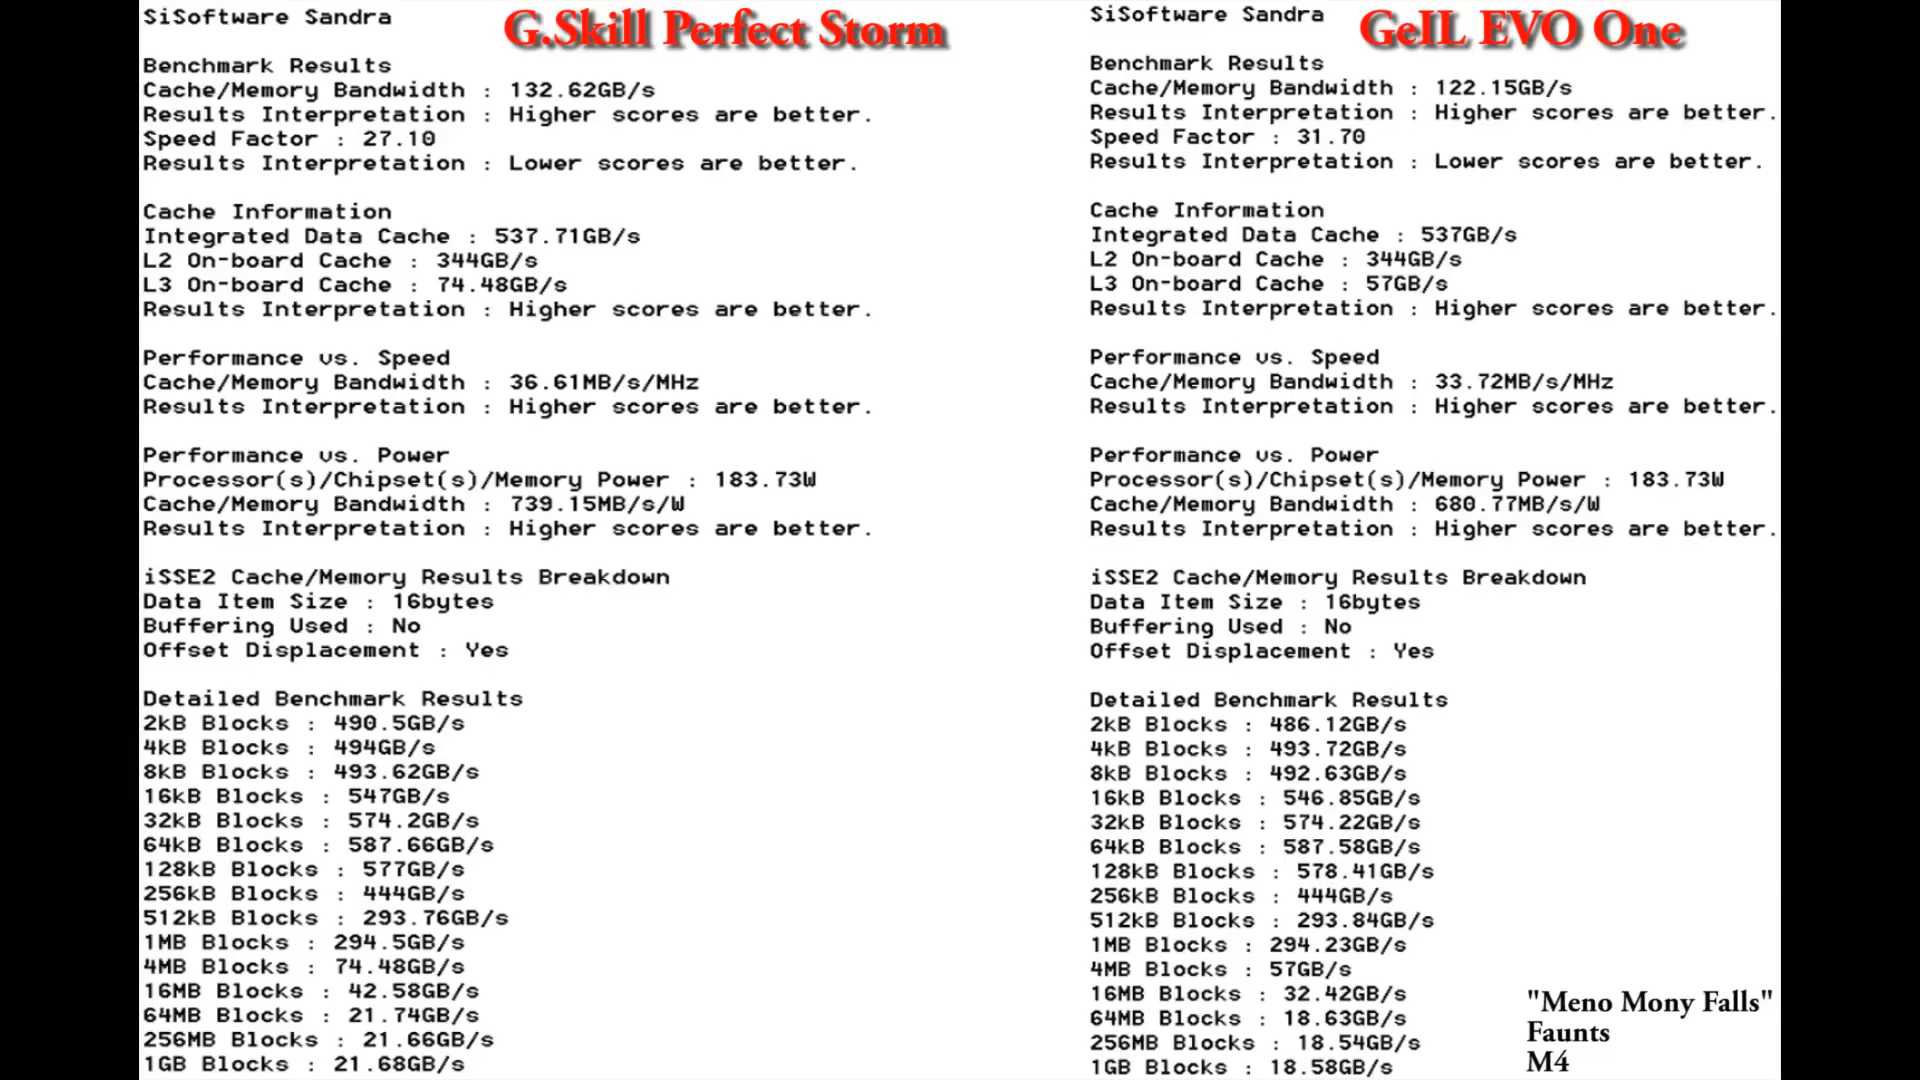 SiSoftware Sandra
G.Skill Perfect Storm
Benchmark Results
Cache/Memory Bandwidth : 132.62GB/s
Results Interpretation : Higher scores are better.
Speed Factor : 27.10
Results Interpretation : Lower scores are better.
Cache Information
Integrated Data Cache : 537.71GB/s
L2 On-board Cache : 344GB/s
L3 On-board Cache : 74.48GB/s
Results Interpretation : Higher scores are better.
Performance vs. Speed
Cache/Memory Bandwidth : 36.61MB/s/MHz
Results Interpretation : Higher scores are better.
Performance vs. Power
Processor(s)/Chipset(s)/Memory Power : 183.73W
Cache/Memory Bandwidth : 739.15MB/s/W
Results Interpretation : Higher scores are better.
iSSE2 Cache/Memory Results Breakdown
Data Item Size : 16bytes
Buffering Used : No
Offset Displacement : Yes
Detailed Benchmark Results
2kB Blocks : 490.5GB/s
4kB Blocks : 494GB/s
8kB Blocks : 493.62GB/s
16kB Blocks : 547GB/s
32kB Blocks : 574.2GB/s
64kB Blocks : 587.66GB/s
128kB Blocks : 577GB/s
256kB Blocks : 444GB/s
512kB Blocks : 293.76GB/s
1MB Blocks : 294.5GB/s
4MB Blocks : 74.48GB/s
16MB Blocks : 42.58GB/s
64MB Blocks : 21.74GB/s
256MB Blocks : 21.66GB/s
1GB Blocks : 21.68GB/s
SiSoftware Sandra
GeIL EVO One
Benchmark Results
Cache/Memory Bandwidth : 122.15GB/s
Results Interpretation : Higher scores are better.
Speed Factor : 31.70
Results Interpretation : Lower scores are better.
Cache Information
Integrated Data Cache : 537GB/s
L2 On-board Cache : 344GB/s
L3 On-board Cache : 57GB/s
Results Interpretation : Higher scores are better.
Performance vs. Speed
Cache/Memory Bandwidth : 33.72MB/s/MHz
Results Interpretation : Higher scores are better.
Performance vs. Power
Processor(s)/Chipset(s)/Memory Power : 183.73W
Cache/Memory Bandwidth : 680.77MB/s/W
Results Interpretation : Higher scores are better.
iSSE2 Cache/Memory Results Breakdown
Data Item Size : 16bytes
Buffering Used : No
Offset Displacement : Yes
Detailed Benchmark Results
2kB Blocks : 486.12GB/s
4kB Blocks : 493.72GB/s
8kB Blocks : 492.63GB/s
16kB Blocks : 546.85GB/s
32kB Blocks : 574.22GB/s
64kB Blocks : 587.58GB/s
128kB Blocks : 578.41GB/s
256kB Blocks : 444GB/s
512kB Blocks : 293.84GB/s
1MB Blocks : 294.23GB/s
4MB Blocks : 57GB/s
16MB Blocks : 32.42GB/s
64MB Blocks : 18.63GB/s
256MB Blocks : 18.54GB/s
1GB Blocks : 18.58GB/s
"Meno Mony Falls"
Faunts
M4